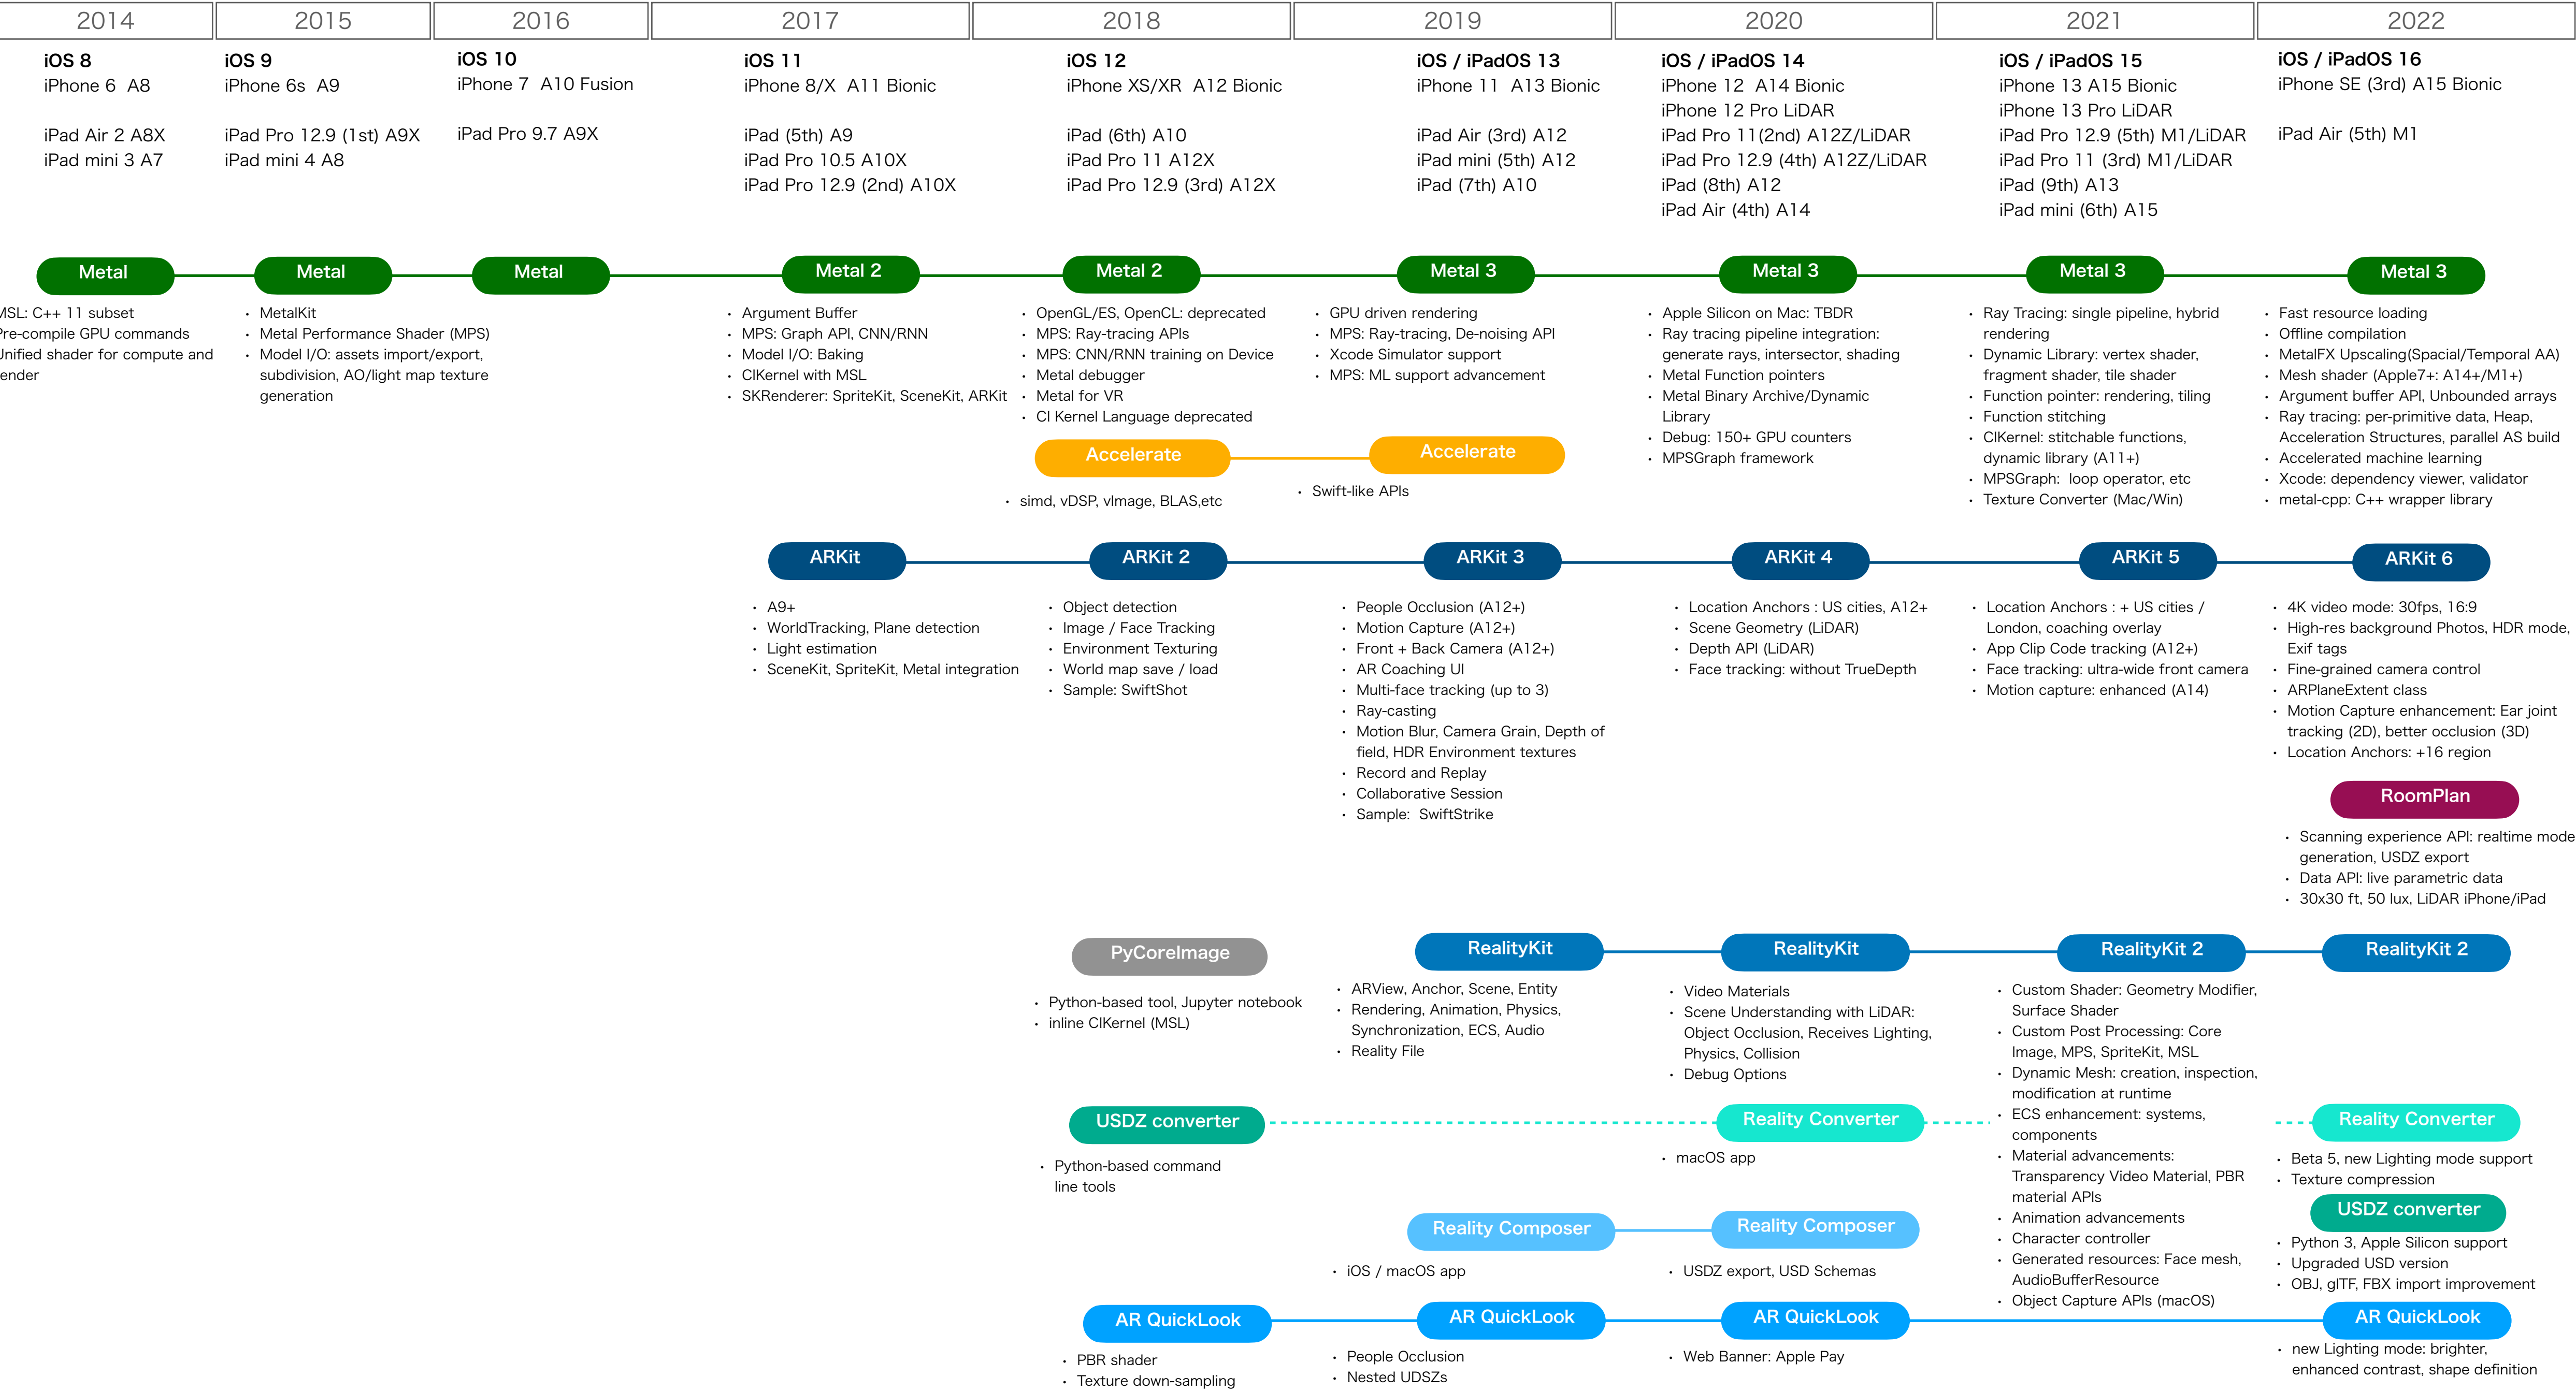 2014
2015
2016
2017
2018
2019
2020
2021
2022
iOS 8
iPhone 6 A8
iPad Air 2 A8X
iPad mini 3 A7
iOS 9
iPhone 6s A9
iPad Pro 12.9 (1st) A9X
iPad mini 4 A8
iOS 10
iPhone 7 A10 Fusion
iPad Pro 9.7 A9X
iOS 11
iPhone 8/X A11 Bionic
iPad (5th) A9
iPad Pro 10.5 A10X
iPad Pro 12.9 (2nd) A10X
iOS 12
iPhone XS/XR A12 Bionic
iPad (6th) A10
iPad Pro 11 A12X
iPad Pro 12.9 (3rd) A12X
iOS / iPadOS 13
iPhone 11 A13 Bionic
iPad Air (3rd) A12
iPad mini (5th) A12
iPad (7th) A10
iOS / iPadOS 14
iPhone 12 A14 Bionic
iPhone 12 Pro LiDAR
iPad Pro 11(2nd) A12Z/LiDAR
iPad Pro 12.9 (4th) A12Z/LiDAR
iPad (8th) A12
iPad Air (4th) A14
iOS / iPadOS 15
iPhone 13 A15 Bionic
iPhone 13 Pro LiDAR
iPad Pro 12.9 (5th) M1/LiDAR
iPad Pro 11 (3rd) M1/LiDAR
iPad (9th) A13
iPad mini (6th) A15
iOS / iPadOS 16
iPhone SE (3rd) A15 Bionic
iPad Air (5th) M1
Metal
MSL: C++ 11 subset
Pre-compile GPU commands
Unified shader for compute and
render
Metal
• MetalKit
• Metal Performance Shader (MPS)
• Model I/O: assets import/export,
subdivision, AO/light map texture
generation
Metal
Metal 2
• Argument Buffer
• MPS: Graph API, CNN/RNN
• Model I/O: Baking
• CIKernel with MSL
• SKRenderer: SpriteKit, SceneKit, ARKit
Metal 2
• OpenGL/ES, OpenCL: deprecated
• MPS: Ray-tracing APIs
• MPS: CNN/RNN training on Device
• Metal debugger
• Metal for VR
• CI Kernel Language deprecated
Metal 3
• GPU driven rendering
• MPS: Ray-tracing, De-noising API
• Xcode Simulator support
• MPS: ML support advancement
Metal 3
• Apple Silicon on Mac: TBDR
• Ray tracing pipeline integration:
generate rays, intersector, shading
• Metal Function pointers
• Metal Binary Archive/Dynamic
Library
• Debug: 150+ GPU counters
• MPSGraph framework
Metal 3
• Ray Tracing: single pipeline, hybrid
rendering
• Dynamic Library: vertex shader,
fragment shader, tile shader
• Function pointer: rendering, tiling
• Function stitching
• CIKernel: stitchable functions,
dynamic library (A11+)
• MPSGraph: loop operator, etc
• Texture Converter (Mac/Win)
Metal 3
• Fast resource loading
• Offline compilation
• MetalFX Upscaling(Spacial/Temporal AA)
• Mesh shader (Apple7+: A14+/M1+)
• Argument buffer API, Unbounded arrays
• Ray tracing: per-primitive data, Heap,
Acceleration Structures, parallel AS build
• Accelerated machine learning
• Xcode: dependency viewer, validator
• metal-cpp: C++ wrapper library
Accelerate
• simd, vDSP, vImage, BLAS,etc
Accelerate
• Swift-like APIs
ARKit
• A9+
• WorldTracking, Plane detection
• Light estimation
• SceneKit, SpriteKit, Metal integration
ARKit 2
• Object detection
• Image / Face Tracking
• Environment Texturing
• World map save / load
• Sample: SwiftShot
ARKit 3
• People Occlusion (A12+)
• Motion Capture (A12+)
• Front + Back Camera (A12+)
• AR Coaching UI
• Multi-face tracking (up to 3)
• Ray-casting
• Motion Blur, Camera Grain, Depth of
field, HDR Environment textures
• Record and Replay
• Collaborative Session
• Sample: SwiftStrike
ARKit 4
• Location Anchors : US cities, A12+
• Scene Geometry (LiDAR)
• Depth API (LiDAR)
• Face tracking: without TrueDepth
ARKit 5
• Location Anchors : + US cities /
London, coaching overlay
• App Clip Code tracking (A12+)
• Face tracking: ultra-wide front camera
• Motion capture: enhanced (A14)
ARKit 6
• 4K video mode: 30fps, 16:9
• High-res background Photos, HDR mode,
Exif tags
• Fine-grained camera control
• ARPlaneExtent class
• Motion Capture enhancement: Ear joint
tracking (2D), better occlusion (3D)
• Location Anchors: +16 region
RoomPlan
• Scanning experience API: realtime mode
generation, USDZ export
• Data API: live parametric data
• 30x30 ft, 50 lux, LiDAR iPhone/iPad
PyCoreImage
• Python-based tool, Jupyter notebook
• inline CIKernel (MSL)
RealityKit
• ARView, Anchor, Scene, Entity
• Rendering, Animation, Physics,
Synchronization, ECS, Audio
• Reality File
RealityKit
• Video Materials
• Scene Understanding with LiDAR:
Object Occlusion, Receives Lighting,
Physics, Collision
• Debug Options
RealityKit 2
• Custom Shader: Geometry Modifier,
Surface Shader
• Custom Post Processing: Core
Image, MPS, SpriteKit, MSL
• Dynamic Mesh: creation, inspection,
modification at runtime
• ECS enhancement: systems,
components
• Material advancements:
Transparency Video Material, PBR
material APIs
• Animation advancements
• Character controller
• Generated resources: Face mesh,
AudioBufferResource
• Object Capture APIs (macOS)
RealityKit 2
USDZ converter
• Python-based command
line tools
Reality Converter
• macOS app
Reality Converter
• Beta 5, new Lighting mode support
• Texture compression
USDZ converter
• Python 3, Apple Silicon support
• Upgraded USD version
• OBJ, glTF, FBX import improvement
Reality Composer
• iOS / macOS app
Reality Composer
• USDZ export, USD Schemas
AR QuickLook
• PBR shader
• Texture down-sampling
AR QuickLook
• People Occlusion
• Nested UDSZs
AR QuickLook
• Web Banner: Apple Pay
AR QuickLook
• new Lighting mode: brighter,
enhanced contrast, shape definition